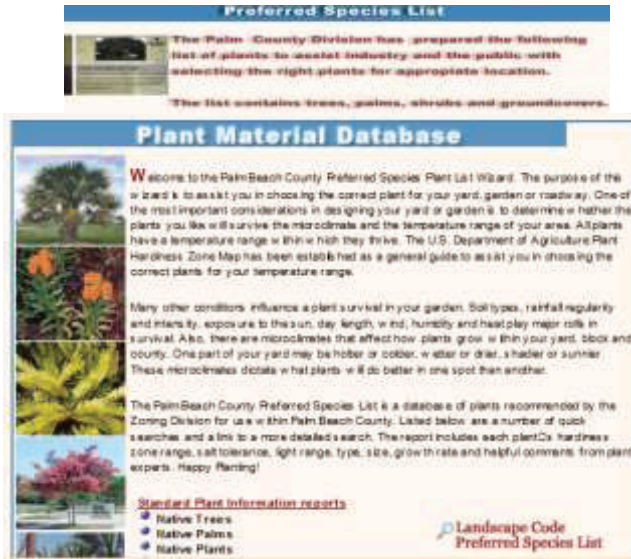 Preferred Species List
The Palm County Division has prepared the following
list of plants to assist industry and the public with
selecting the right plants for appropiate location.
The list contains trees, palms, shrubs and groundcovers.
Plant Material Database
Welcome to the Palm Beach County Preferred Species Plant List Wizard. The purpose of the
wizard is to assist you in choosing the correct plant for your yard, garden or roadway. One of
the most important considerations in designing your yard or garden is to determine whether the
plants you like will survive the microclimate and the temperature range of your area. All plants
have a temperature range within which they thrive. The U.S. Department of Agriculture Plant
Hardiness Zone Map has been established as a general guide to assist you in choosing the
correct plants for your temperature range.
Many other conditions influence a plant survival in your garden. Soil types, rainfall regularity
and intensity, exposure to the sun, day length, wind, humidity and heat play major rolls in
survival. Also, there are microclimates that affect how plants grow within your yard, block and
county. One part of your yard may be hotter or colder, wetter or drier, shadier or sunnier.
These microclimates dictate what plants will do better in one spot than another.
The Palm Beach County Preferred Species List is a database of plants recommended by the
Zoning Division for use within Palm Beach County. Listed below are a number of quick
searches and a link to a more detailed search. The report includes each plant□s hardiness
zone range, salt tolerance, light range, type, size, growth rate and helpful comments from plant
experts. Happy Planting!
Standard Plant Information reports
Native Trees
Native Palms
Native Plants
Landscape Code
Preferred Species List